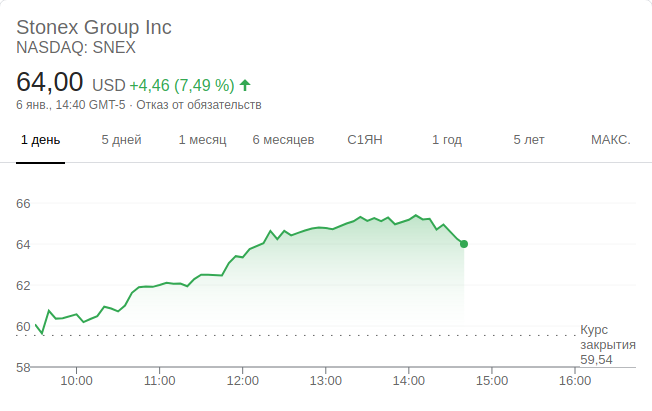 Stonex Group Inc
NASDAQ: SNEX
64,00 USD +4,46 (7,49 %)
6 янв., 14:40 GMT-5 · Отказ от обязательств
1 день 5 дней 1 месяц 6 месяцев С1ЯН 1 год 5 лет МАКС.
66
64
62
60
Курс
закрытия
59,54
58
10:00 11:00 12:00 13:00 14:00 15:00 16:00